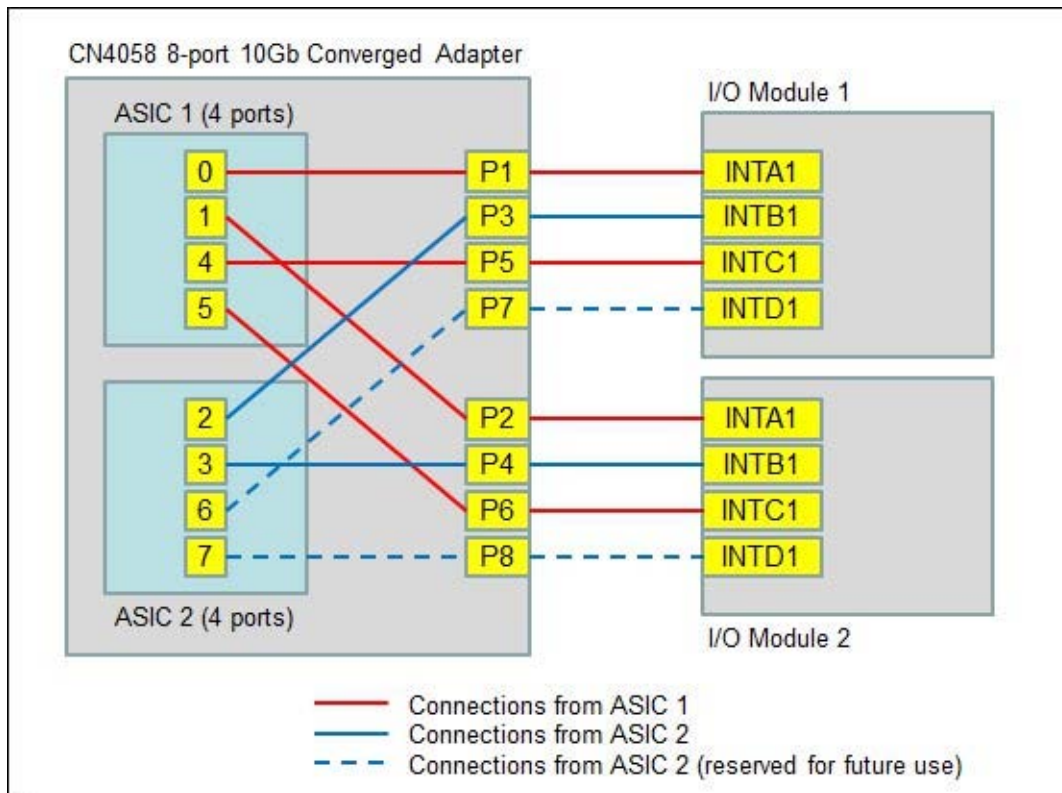 CN4058 8-port 10Gb Converged Adapter
ASIC 1 (4 ports)
0
1
4
5
P1
P3
P5
P7
I/O Module 1
INTA1
INTB1
INTC1
INTD1
2
3
6
7
ASIC 2 (4 ports)
P2
P4
P6
P8
INTA1
INTB1
INTC1
INTD1
I/O Module 2
Connections from ASIC 1
Connections from ASIC 2
Connections from ASIC 2 (reserved for future use)